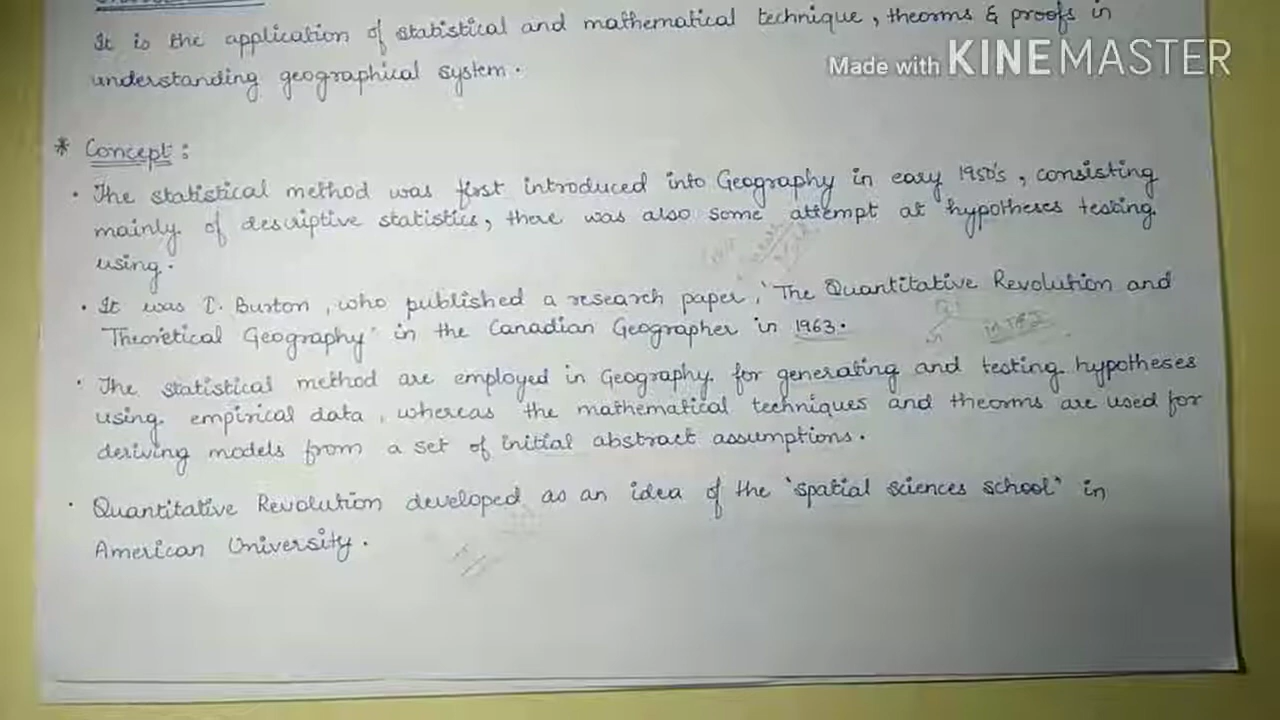 It is the application of statistical and mathematical technique, theorms & proofs in
understanding geographical system.
Made with KINEMASTER
* Concept :
· The statistical method was first introduced into Geography in eary 1950's, consisting
mainly of descriptive statistics, there was also some attempt at hypotheses testing
using.
· It was I. Burton, who published a research paper, "The Quantitative Revolution and
Theoretical Geography" in the Canadian Geographer in 1963.
· The statistical method are employed in Geography for generating and testing hypotheses
using empirical data, whereas the mathematical techniques and theorms are used for
deriving models from a set of initial abstract assumptions.
· Quantitative Revolution developed as an idea of the "spatial sciences school" in
American University.